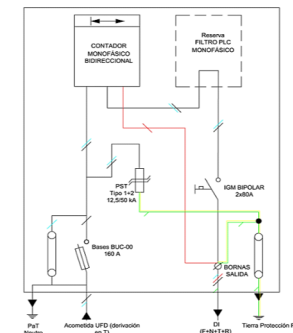 CONTADOR
MONOFÁSICO
BIDIRECCIONAL
Reserva
FILTRO PLC
MONOFÁSICO
PST
Tipo 1+2
12,5/50 kA
IGM BIPOLAR
2x80A
Bases BUC-00
160 A
BORNAS
SALIDA
PaT
Neutro
Acometida UFD (derivación
en T)
DI
(F+N+T+R)
Tierra Protección